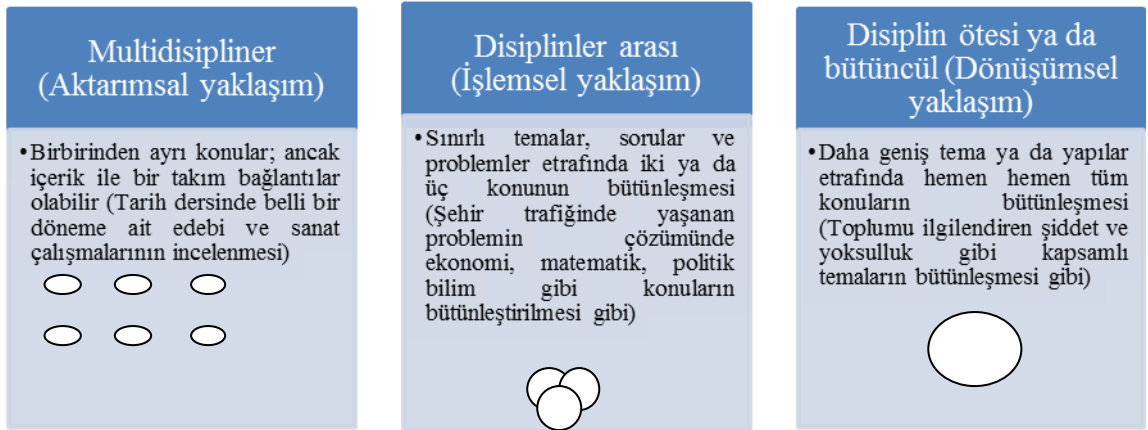 Multidisipliner
(Aktarımsal yaklaşım)
•Birbirinden ayrı konular; ancak
içerik ile bir takım bağlantılar
olabilir (Tarih dersinde belli bir
döneme ait edebi ve sanat
çalışmalarının incelenmesi)
Disiplinler arası
(İşlemsel yaklaşım)
•Sınırlı temalar, sorular ve
problemler etrafında iki ya da
üç konunun bütünleşmesi
(Şehir trafiğinde yaşanan
problemin çözümünde
ekonomi, matematik, politik
bilim gibi konuların
bütünleştirilmesi gibi)
Disiplin ötesi ya da
bütüncül (Dönüşümsel
yaklaşım)
•Daha geniş tema ya da yapılar
etrafında hemen hemen tüm
konuların bütünleşmesi
(Toplumu ilgilendiren şiddet ve
yoksulluk gibi kapsamlı
temaların bütünleşmesi gibi)